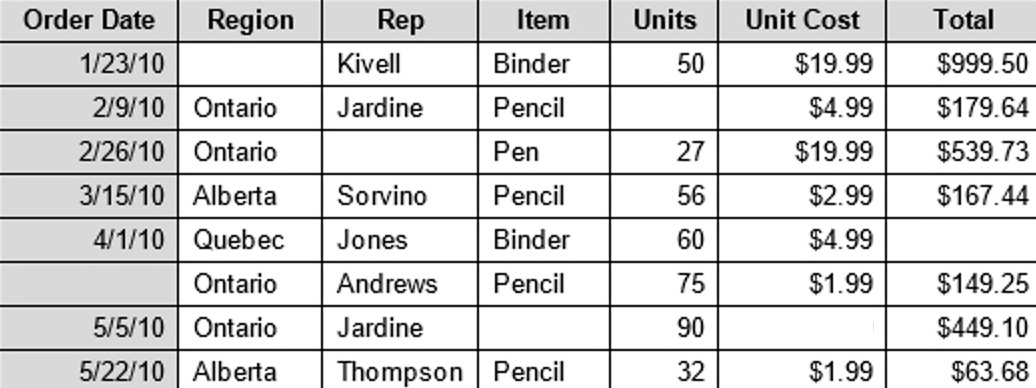 Order Date Region Rep Item Units Unit Cost Total
1/23/10 Kivell Binder 50 $19.99 $999.50
2/9/10 Ontario Jardine Pencil $4.99 $179.64
2/26/10 Ontario Pen 27 $19.99 $539.73
3/15/10 Alberta Sorvino Pencil 56 $2.99 $167.44
4/1/10 Quebec Jones Binder 60 $4.99
Ontario Andrews Pencil 75 $1.99 $149.25
5/5/10 Ontario Jardine 90 $449.10
5/22/10 Alberta Thompson Pencil 32 $1.99 $63.68